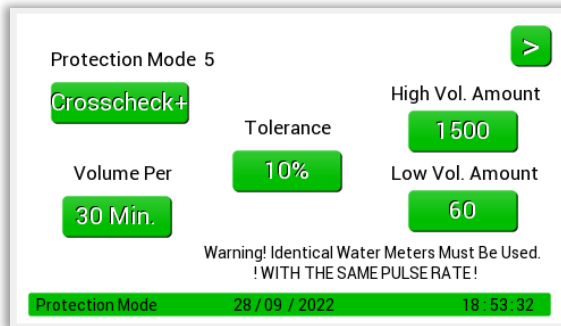 Protection Mode 5
>
Crosscheck+
High Vol. Amount
1500
Tolerance
10%
Volume Per
30 Min.
Low Vol. Amount
60
Warning! Identical Water Meters Must Be Used.
! WITH THE SAME PULSE RATE !
Protection Mode 28 / 09 / 2022 18 : 53 : 32